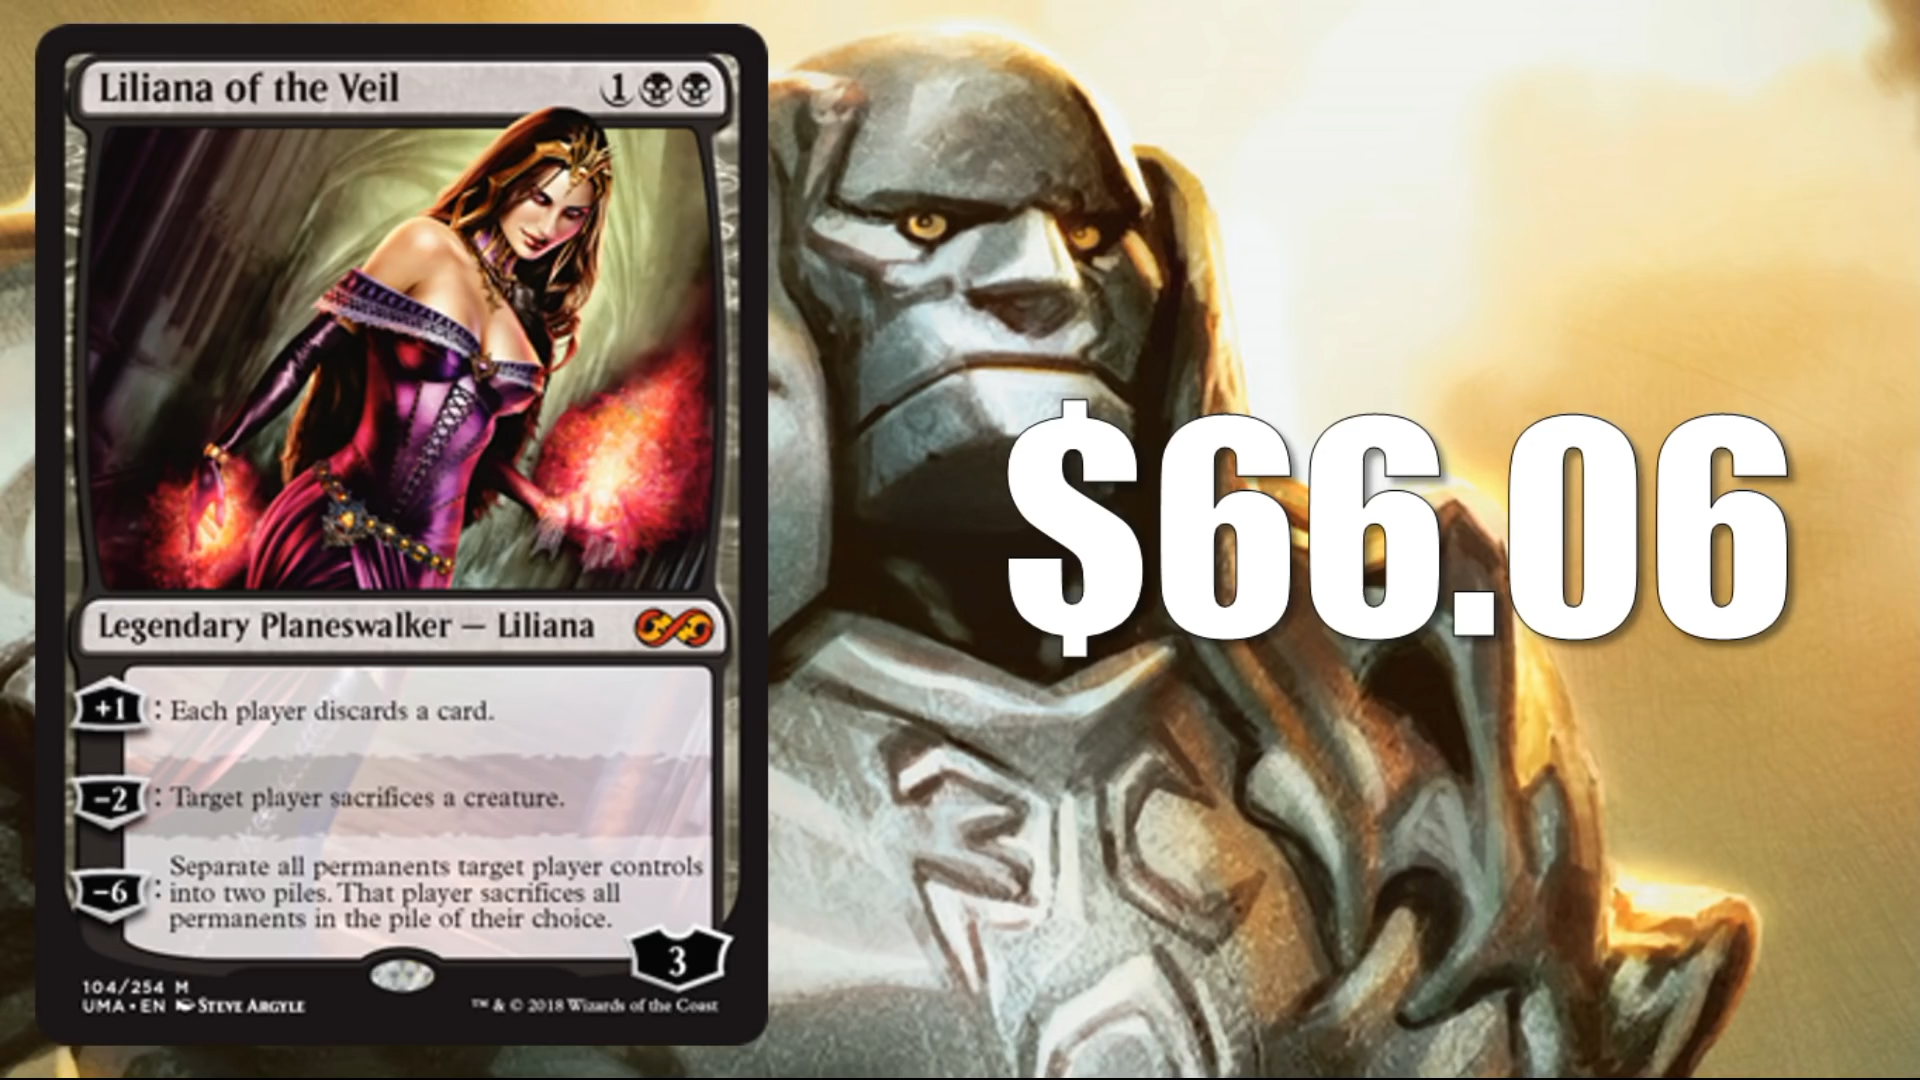 Liliana of the Veil 1
Legendary Planeswalker — Liliana
+1 : Each player discards a card.
−2 : Target player sacrifices a creature.
−6 : Separate all permanents target player controls
into two piles. That player sacrifices all
permanents in the pile of their choice.
3
104/254 M
UMA • EN STEVE ARGYLE
™ & © 2018 Wizards of the Coast
$66.06